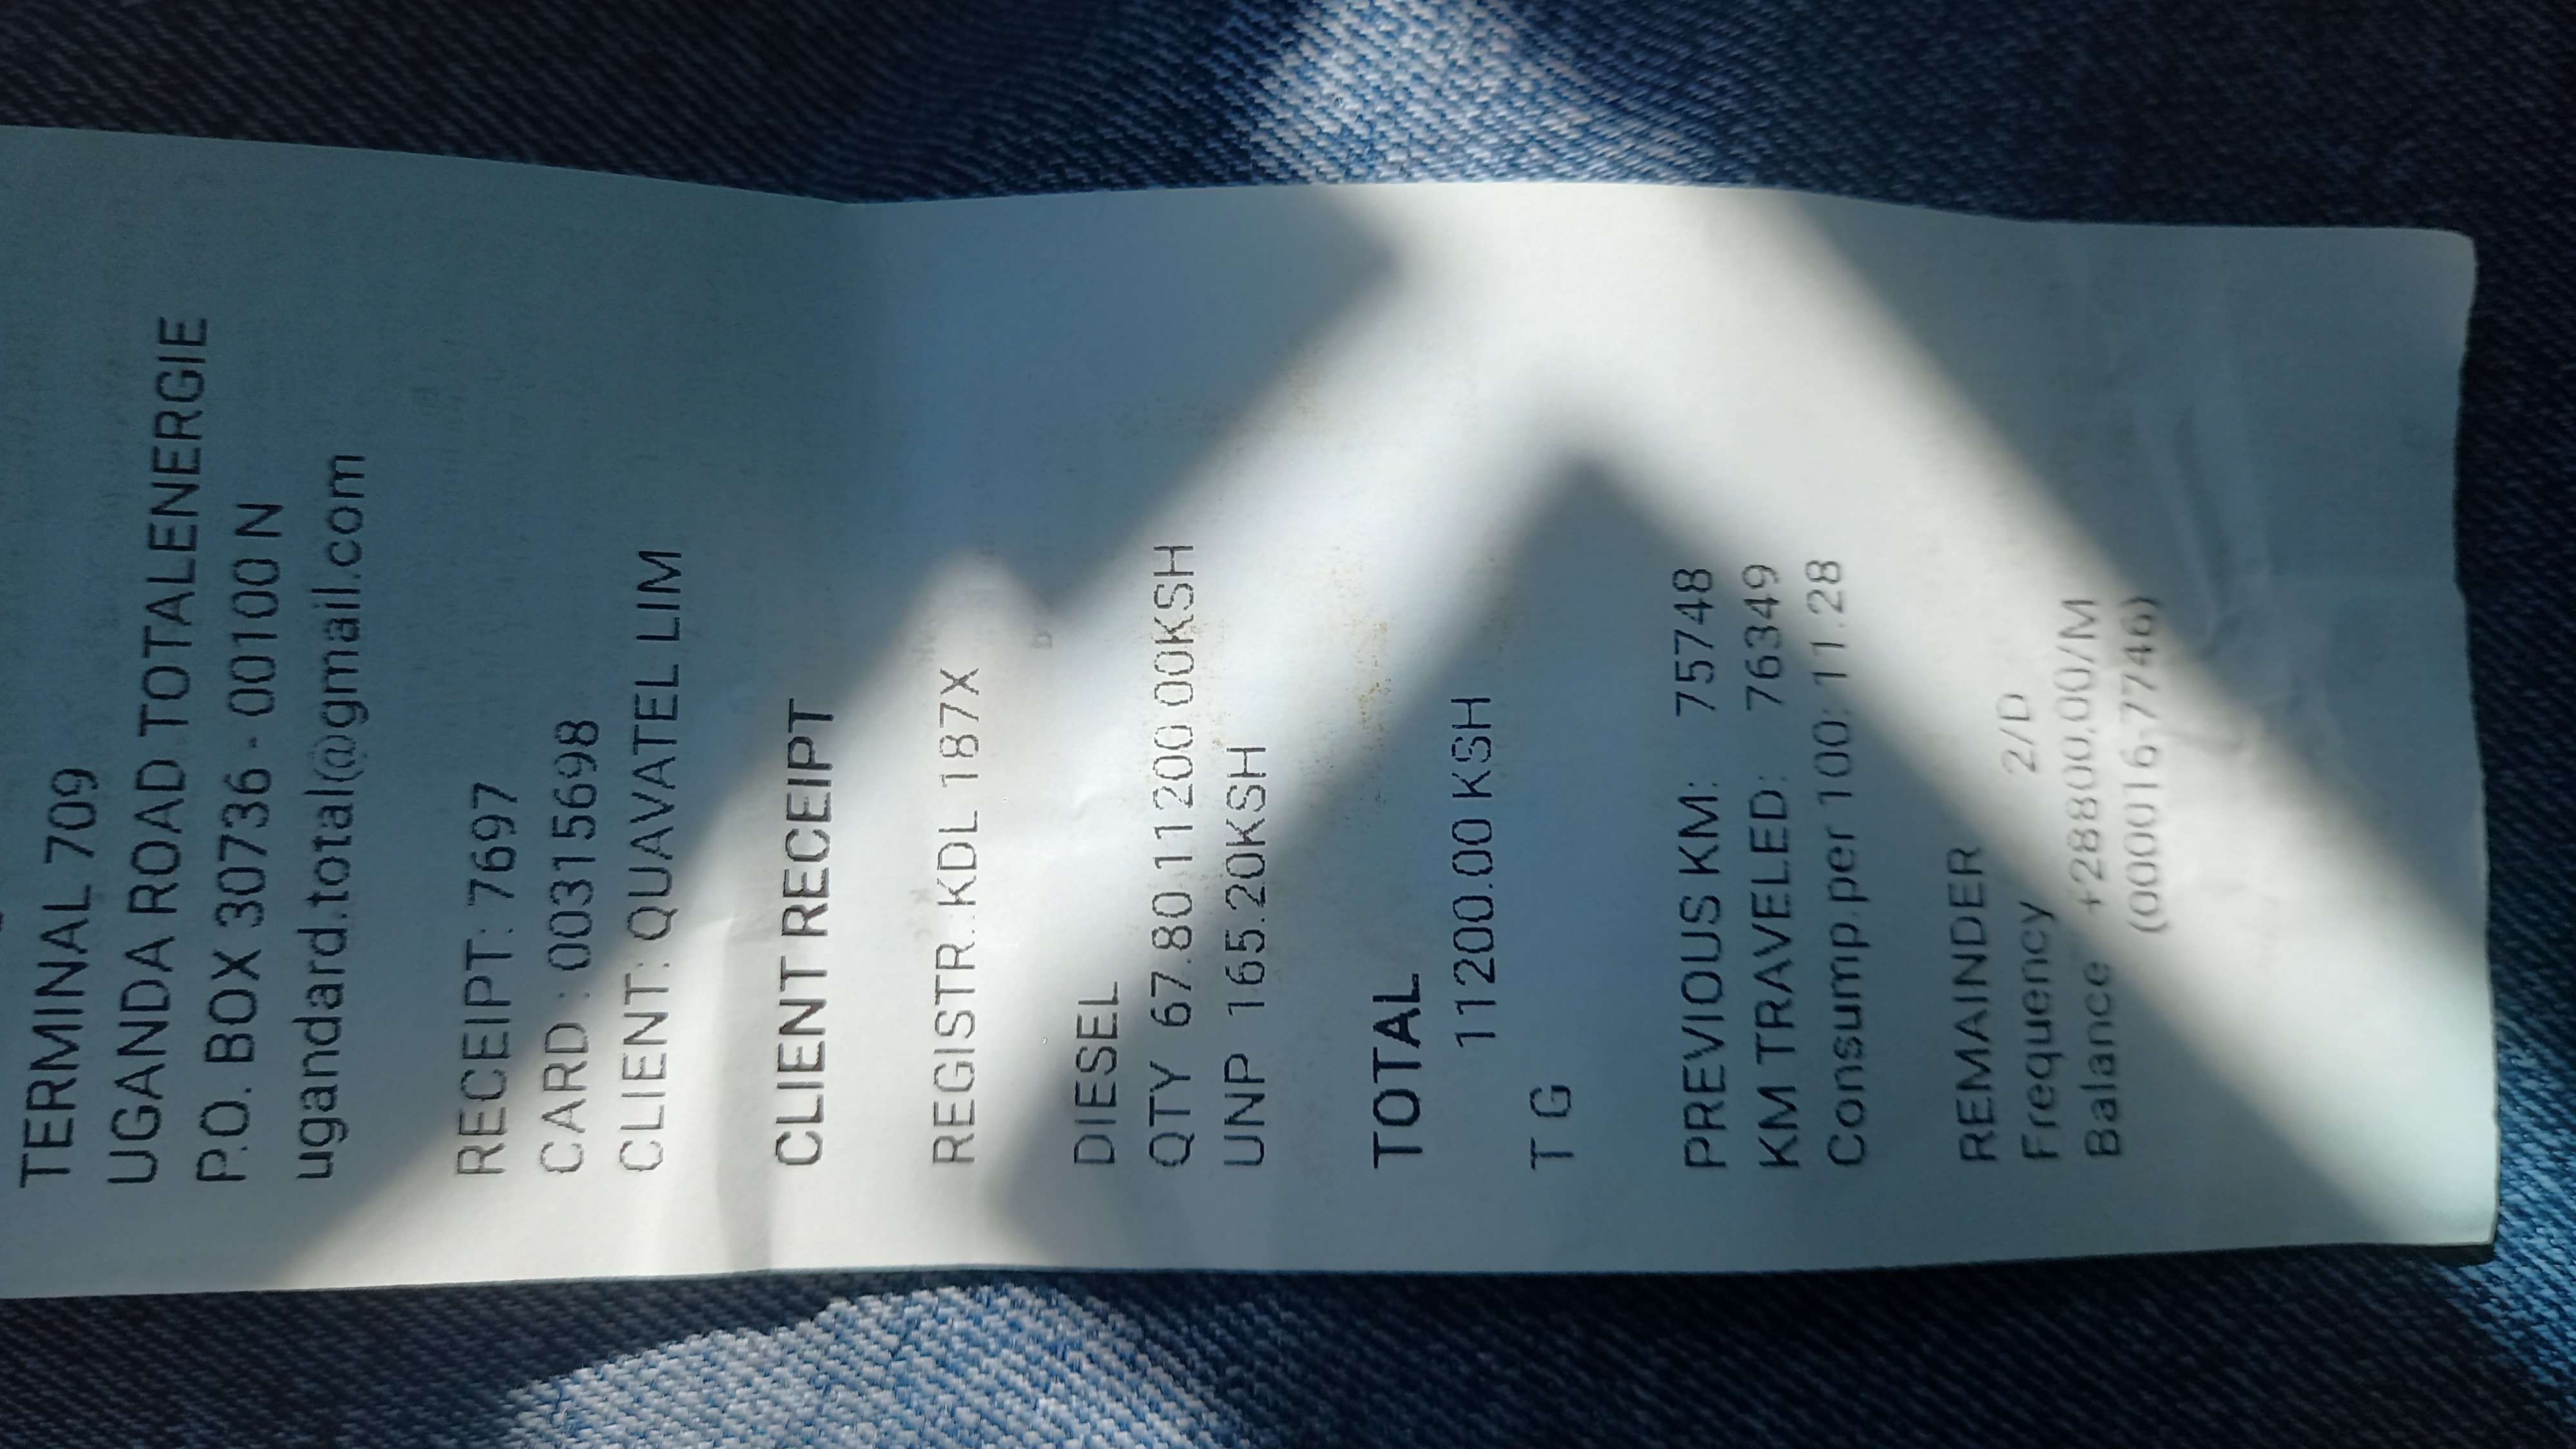 TERMINAL 709
UGANDA ROAD TOTALENERGIE
P.O. BOX 30736 - 00100 N
ugandard.total@gmail.com
RECEIPT: 7697
CARD : 00315698
CLIENT: QUAVATEL LIM
CLIENT RECEIPT
REGISTR.:KDL 187X
DIESEL
QTY 67.80 11200.00KSH
UNP 165.20KSH
TOTAL
11200.00 KSH
T G
PREVIOUS KM: 75748
KM TRAVELED: 76349
Consump.per 100: 11.28
REMAINDER
Frequency 2/D
Balance +28800.00/M
(000016-7746)